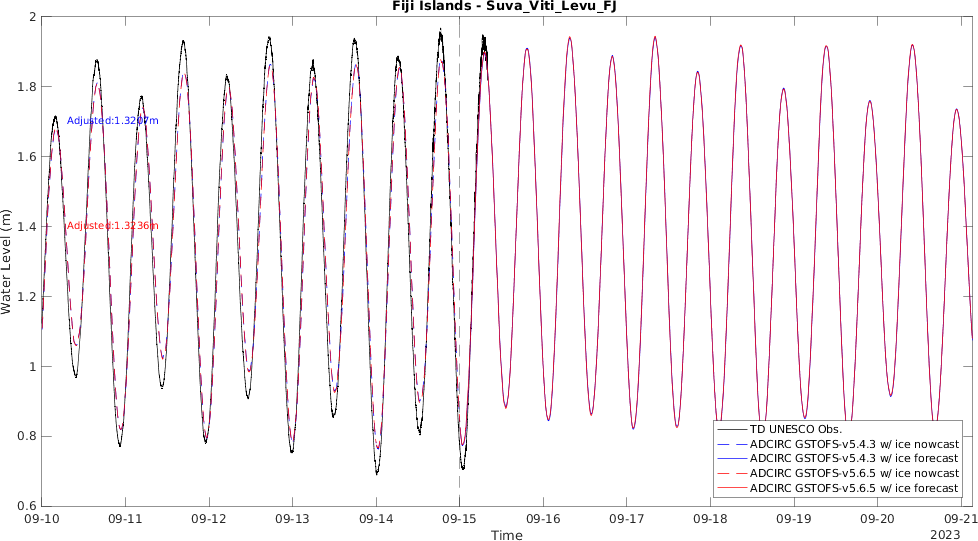 Fiji Islands - Suva_Viti_Levu_FJ
2
1.8
1.6
1.4
1.2
1
0.8
0.6
Water Level (m)
Adjusted:1.3207m
Adjusted:1.3236m
TD UNESCO Obs.
ADCIRC GSTOFS-v5.4.3 w/ ice nowcast
ADCIRC GSTOFS-v5.4.3 w/ ice forecast
ADCIRC GSTOFS-v5.6.5 w/ ice nowcast
ADCIRC GSTOFS-v5.6.5 w/ ice forecast
09-10 09-11 09-12 09-13 09-14 09-15 09-16 09-17 09-18 09-19 09-20 09-21
Time
2023